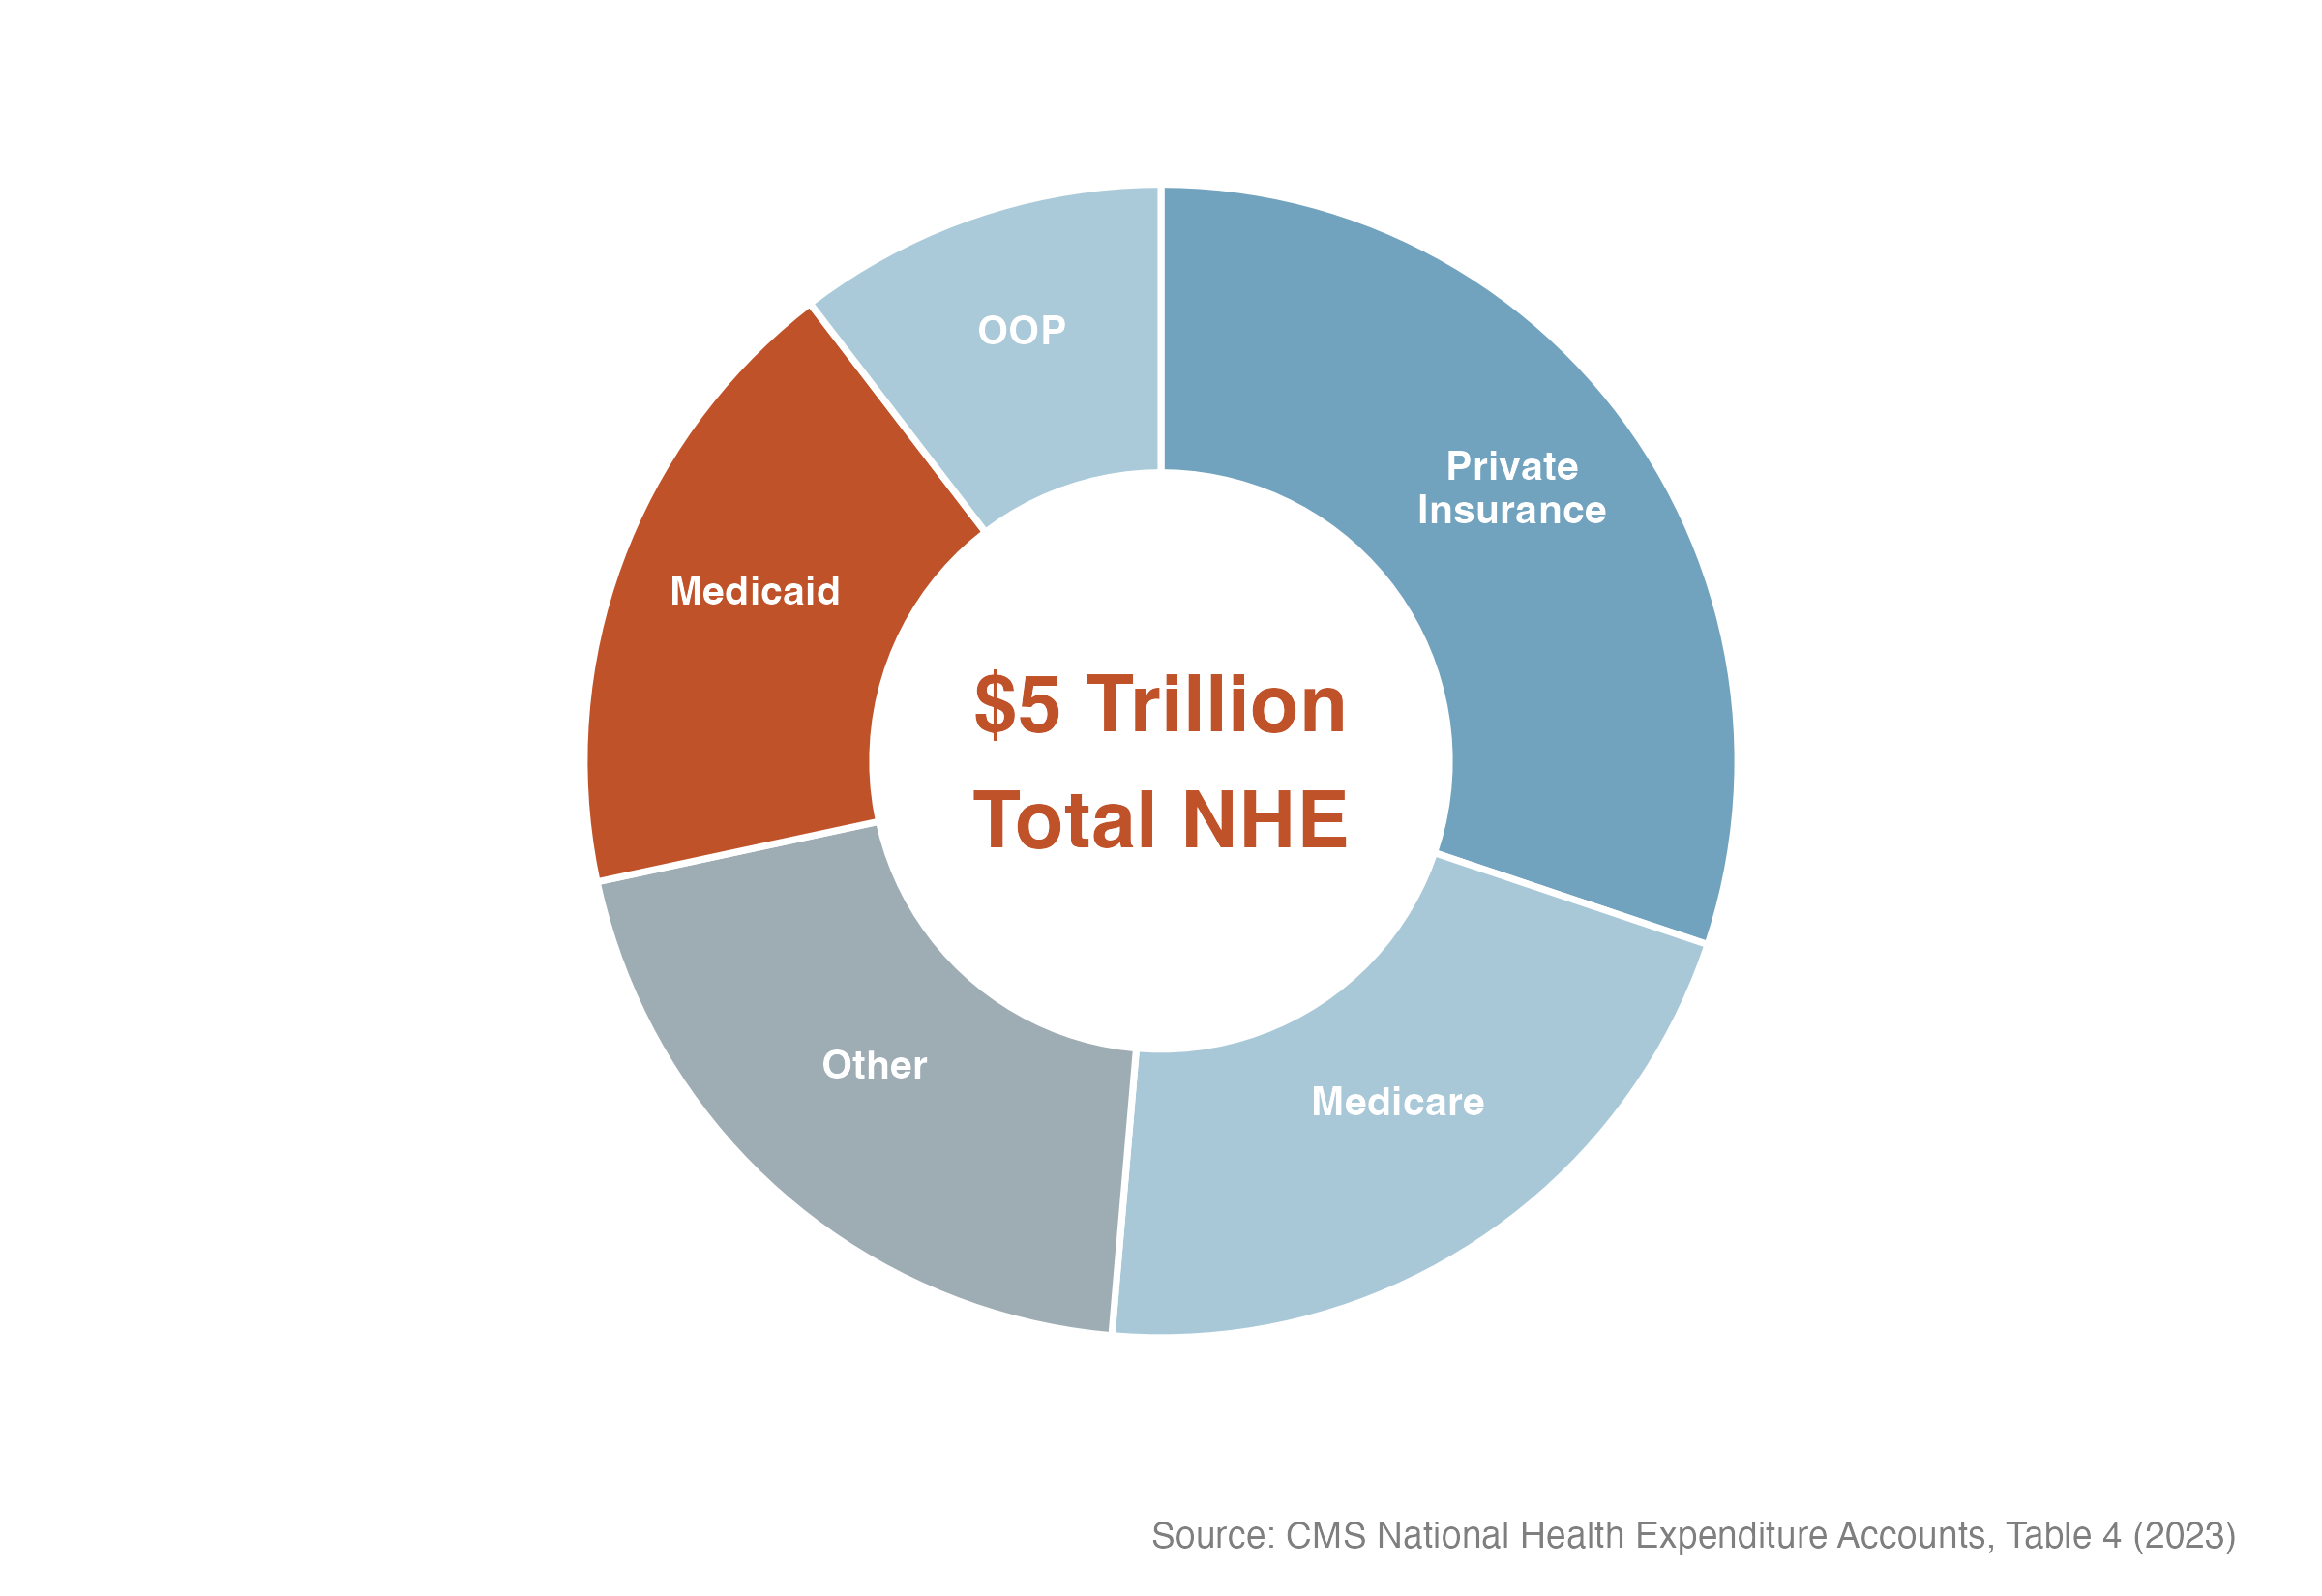 OOP
Private
Insurance
Medicaid
$5 Trillion
Total NHE
Other
Medicare
Source: CMS National Health Expenditure Accounts, Table 4 (2023)